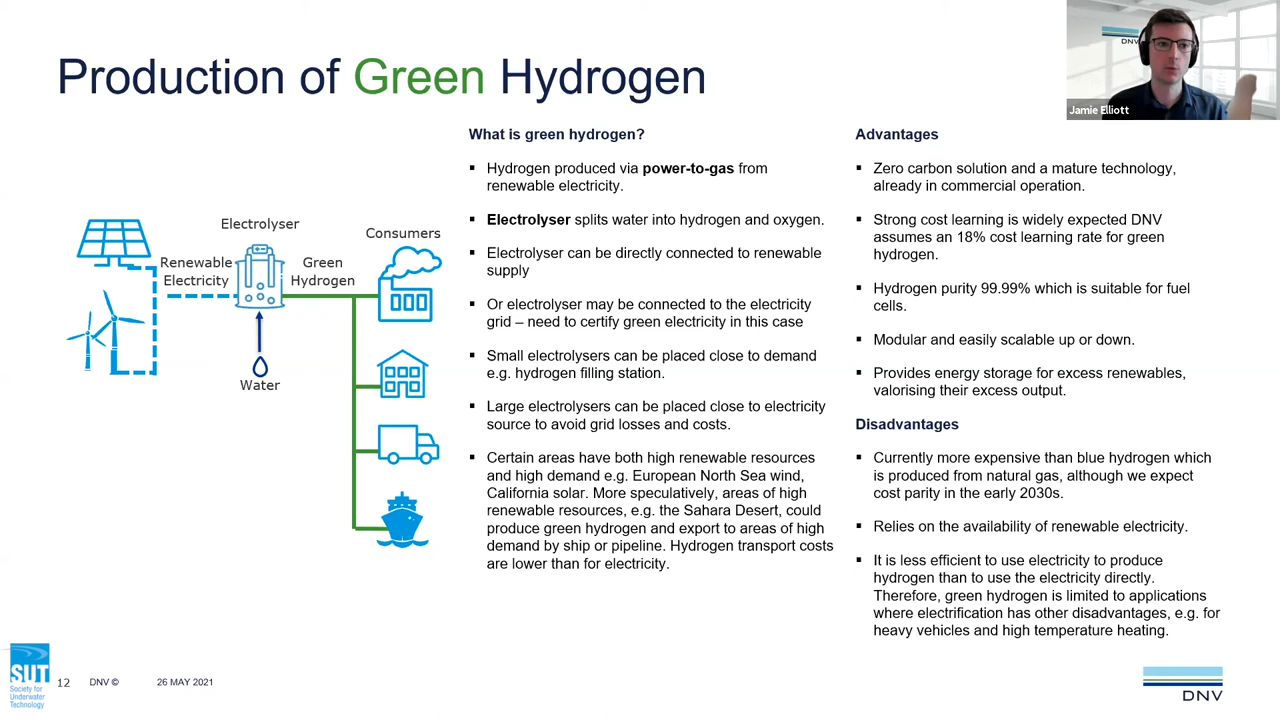 Production of Green Hydrogen
DNV
Jamie Elliott
Electrolyser
Consumers
Renewable
Electricity
Green
Hydrogen
Water
What is green hydrogen?
▪ Hydrogen produced via power-to-gas from
renewable electricity.
▪ Electrolyser splits water into hydrogen and oxygen.
▪ Electrolyser can be directly connected to renewable
supply
▪ Or electrolyser may be connected to the electricity
grid – need to certify green electricity in this case
▪ Small electrolysers can be placed close to demand
e.g. hydrogen filling station.
▪ Large electrolysers can be placed close to electricity
source to avoid grid losses and costs.
▪ Certain areas have both high renewable resources
and high demand e.g. European North Sea wind,
California solar. More speculatively, areas of high
renewable resources, e.g. the Sahara Desert, could
produce green hydrogen and export to areas of high
demand by ship or pipeline. Hydrogen transport costs
are lower than for electricity.
Advantages
▪ Zero carbon solution and a mature technology,
already in commercial operation.
▪ Strong cost learning is widely expected DNV
assumes an 18% cost learning rate for green
hydrogen.
▪ Hydrogen purity 99.99% which is suitable for fuel
cells.
▪ Modular and easily scalable up or down.
▪ Provides energy storage for excess renewables,
valorising their excess output.
Disadvantages
▪ Currently more expensive than blue hydrogen which
is produced from natural gas, although we expect
cost parity in the early 2030s.
▪ Relies on the availability of renewable electricity.
▪ It is less efficient to use electricity to produce
hydrogen than to use the electricity directly.
Therefore, green hydrogen is limited to applications
where electrification has other disadvantages, e.g. for
heavy vehicles and high temperature heating.
SUT
Society for
Underwater
Technology
12
DNV ©
26 MAY 2021
DNV